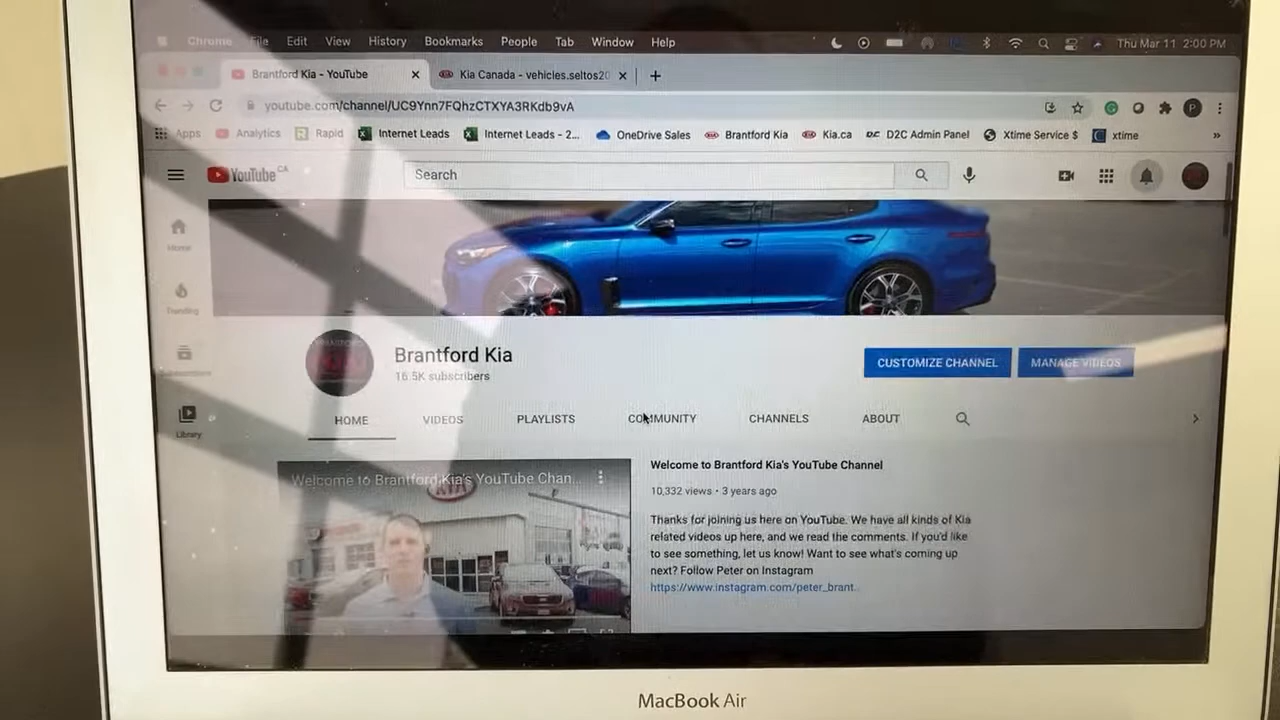 Chrome File Edit View History Bookmarks People Tab Window Help Thu Mar 11 2:00 PM
Brantford Kia - YouTube Kia Canada - vehicles.seltos20
youtube.com/channel/UC9Ynn7FQhzCTXYA3RKdb9vA P
Apps Analytics Rapid Internet Leads Internet Leads - 2... OneDrive Sales Brantford Kia Kia.ca D2C Admin Panel Xtime Service $ xtime »
YouTube CA Search
Home
Trending
Brantford Kia
16.5K subscribers
CUSTOMIZE CHANNEL MANAGE VIDEOS
Library
HOME VIDEOS PLAYLISTS COMMUNITY CHANNELS ABOUT
Welcome to Brantford Kia's YouTube Chan...
KIA
Welcome to Brantford Kia's YouTube Channel
10,332 views • 3 years ago
Thanks for joining us here on YouTube. We have all kinds of Kia
related videos up here, and we read the comments. If you'd like
to see something, let us know! Want to see what's coming up
next? Follow Peter on Instagram
https://www.instagram.com/peter_brant...
MacBook Air